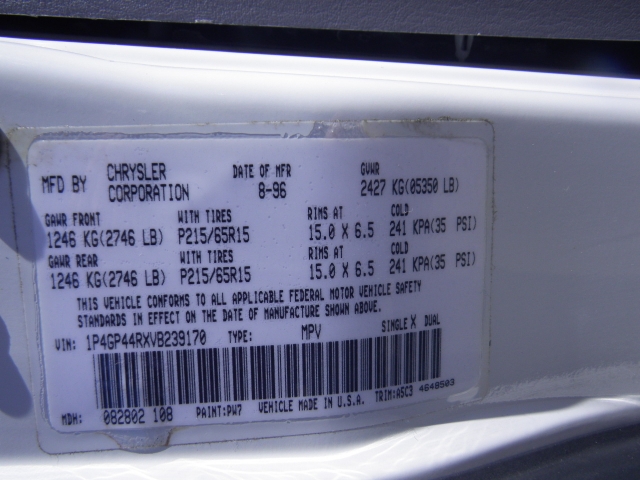 MFD BY CHRYSLER CORPORATION DATE OF MFR 8-96 GVWR 2427 KG(05350 LB)
GAWR FRONT WITH TIRES RIMS AT COLD
1246 KG(2746 LB) P215/65R15 15.0 X 6.5 241 KPA(35 PSI)
GAWR REAR WITH TIRES RIMS AT COLD
1246 KG(2746 LB) P215/65R15 15.0 X 6.5 241 KPA(35 PSI)
THIS VEHICLE CONFORMS TO ALL APPLICABLE FEDERAL MOTOR VEHICLE SAFETY
STANDARDS IN EFFECT ON THE DATE OF MANUFACTURE SHOWN ABOVE.
VIN: 1P4GP44RXVB239170 TYPE: MPV SINGLE X DUAL
MDH: 082802 108 PAINT:PW7 VEHICLE MADE IN U.S.A. TRIM:A5C3 4648503